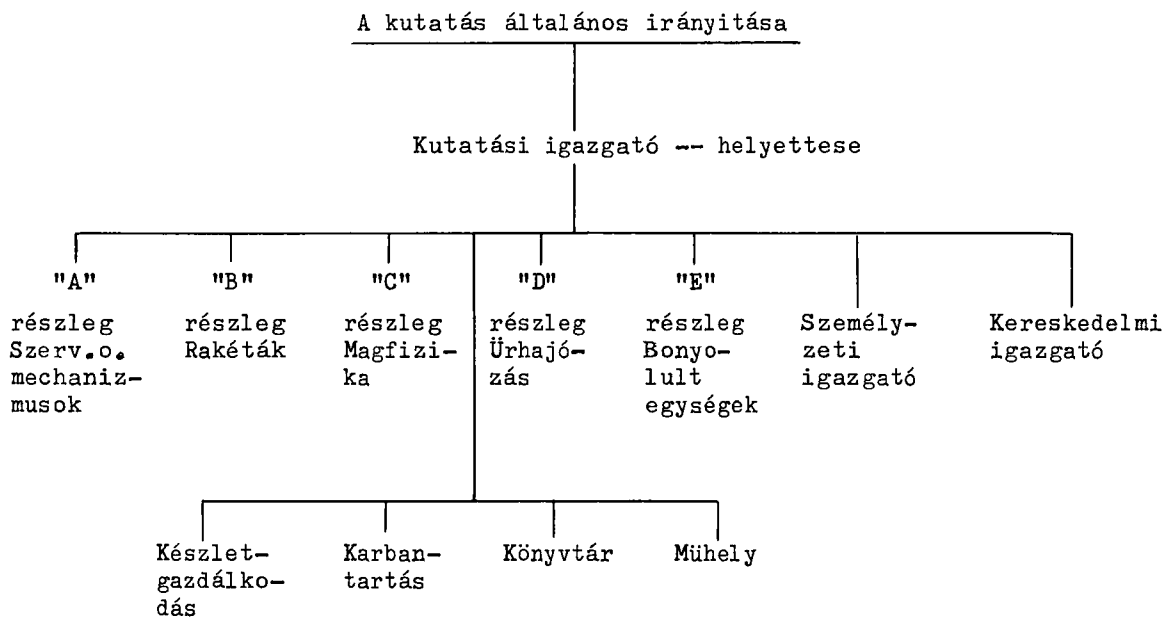 A kutatás általános irányitása
Kutatási igazgató -- helyettese
"A"
részleg
Szerv.o.
mechaniz-
musok
"B"
részleg
Rakéták
"C"
részleg
Magfizi-
ka
"D"
részleg
Ürhajó-
zás
"E"
részleg
Bonyo-
lult
egységek
Személy-
zeti
igazgató
Kereskedelmi
igazgató
Készlet-
gazdálko-
dás
Karban-
tartás
Könyvtár
Mühely